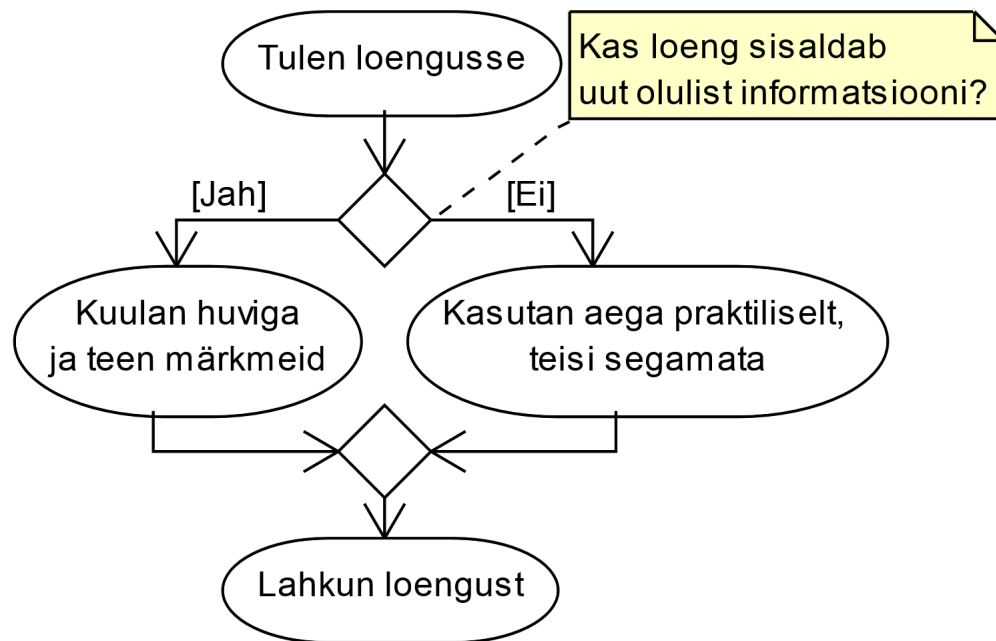 Tulen loengusse
Kas loeng sisaldab
uut olulist informatsiooni?
[Jah]
[Ei]
Kuulan huviga
ja teen märkmeid
Kasutan aega praktiliselt,
teisi segamata
Lahkun loengust